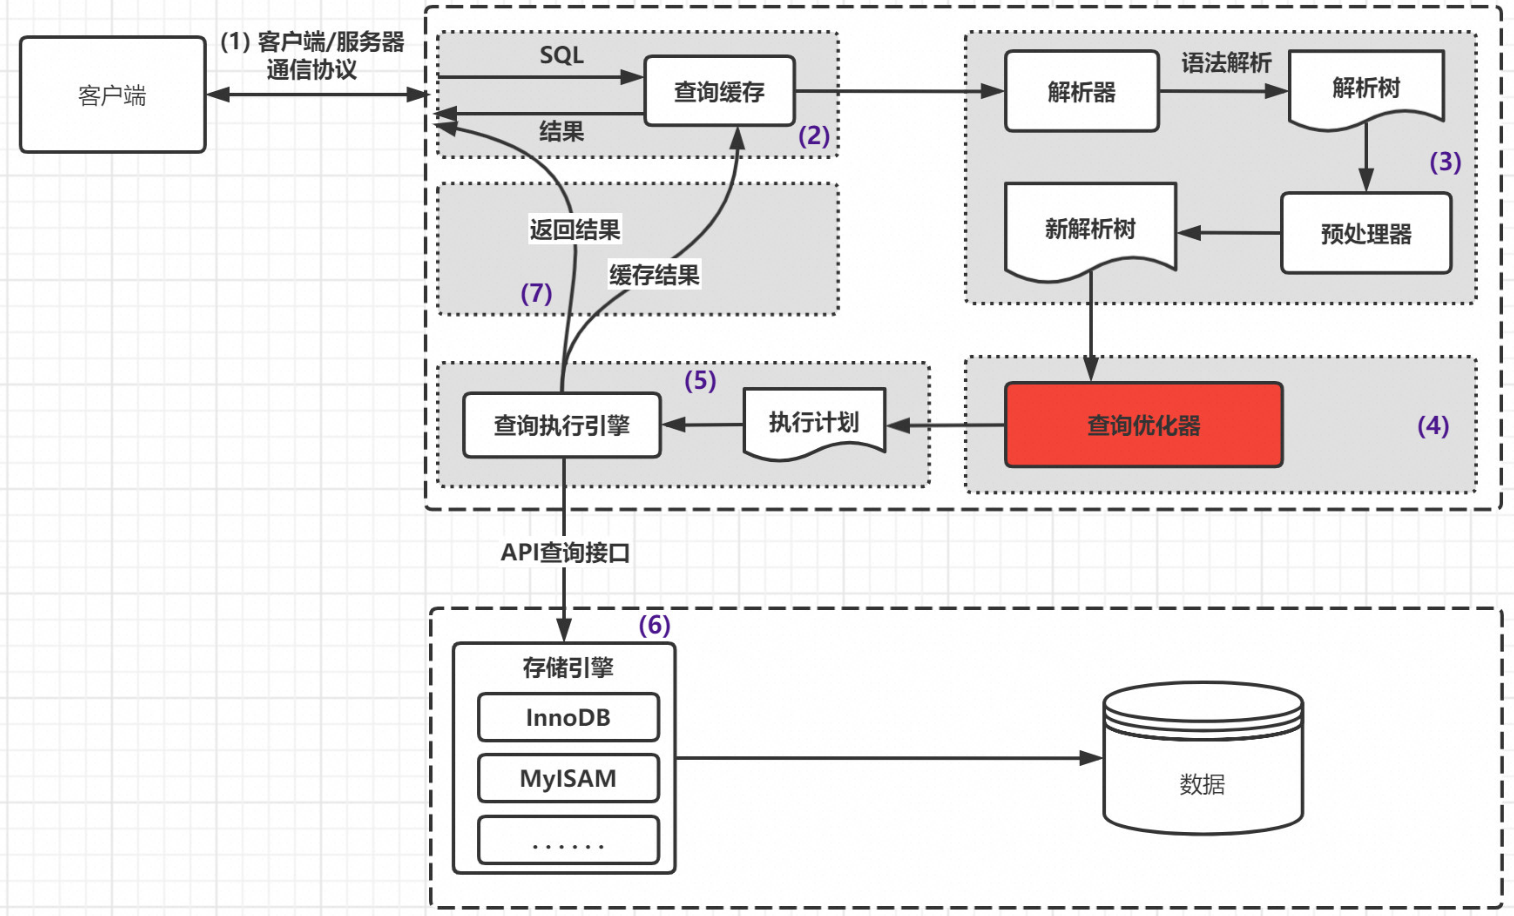 (1) 客户端/服务器
通信协议
客户端
SQL
查询缓存
结果
(2)
解析器
语法解析
解析树
(3)
新解析树
预处理器
返回结果
缓存结果
(7)
(5)
查询执行引擎
执行计划
查询优化器
(4)
API查询接口
(6)
存储引擎
InnoDB
MyISAM
......
数据